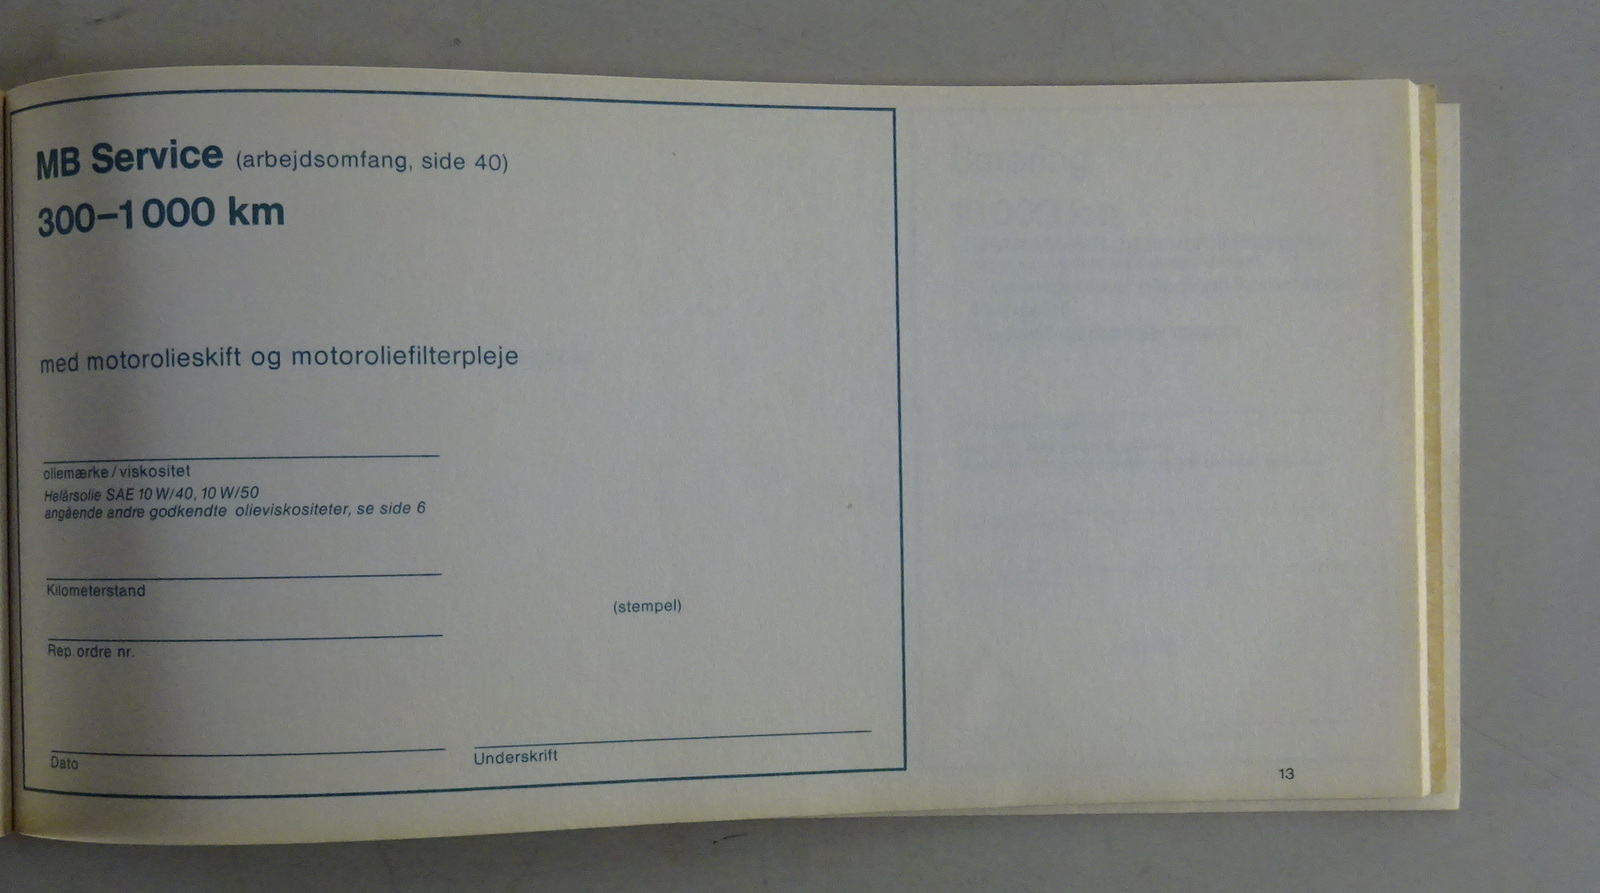 MB Service (arbejdsomfang, side 40)
300–1000 km
med motorolieskift og motoroliefilterpleje
oliemærke / viskositet
Helårsolie SAE 10 W/40, 10 W/50
angående andre godkendte olieviskositeter, se side 6
Kilometerstand
(stempel)
Rep. ordre nr.
Dato
Underskrift
13